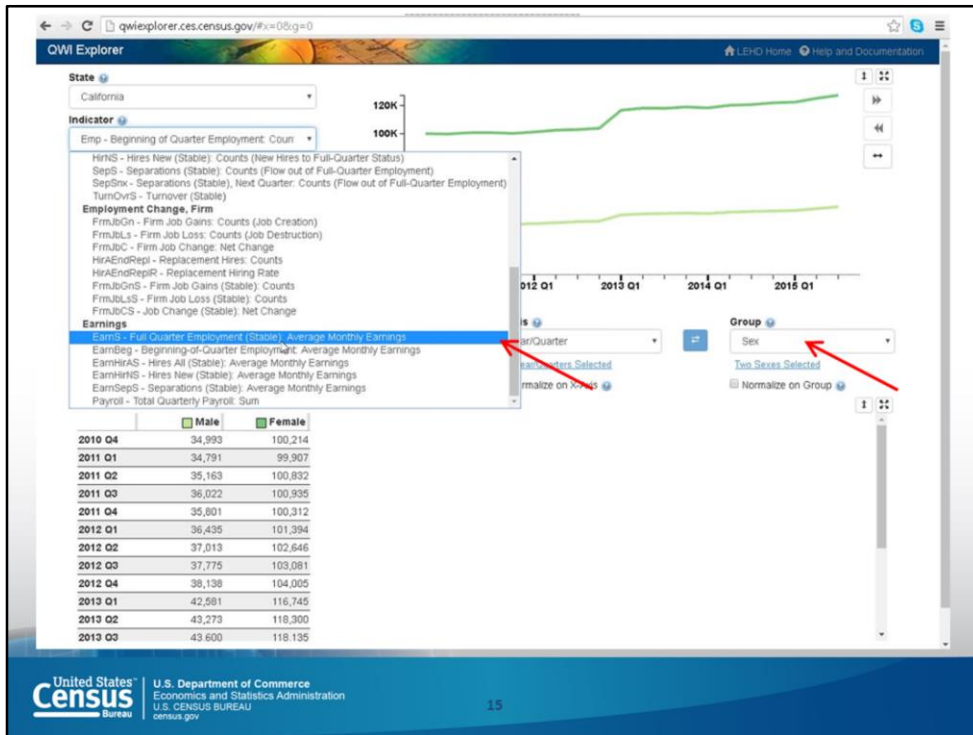 qwiexplorer.ces.census.gov/#x=0&g=0
QWI Explorer
LEHD Home
Help and Documentation
State
California
Indicator
Emp - Beginning of Quarter Employment: Coun
HirNS - Hires New (Stable): Counts (New Hires to Full-Quarter Status)
SepS - Separations (Stable): Counts (Flow out of Full-Quarter Employment)
SepSnx - Separations (Stable), Next Quarter: Counts (Flow out of Full-Quarter Employment)
TurnOvrS - Turnover (Stable)
Employment Change, Firm
FrmJbGn - Firm Job Gains: Counts (Job Creation)
FrmJbLs - Firm Job Loss: Counts (Job Destruction)
FrmJbC - Firm Job Change: Net Change
HirAEndRepl - Replacement Hires: Counts
HirAEndReplR - Replacement Hiring Rate
FrmJbGnS - Firm Job Gains (Stable): Counts
FrmJbLsS - Firm Job Loss (Stable): Counts
FrmJbCS - Job Change (Stable): Net Change
Earnings
EarnS - Full Quarter Employment (Stable): Average Monthly Earnings
EarnBeg - Beginning-of-Quarter Employment: Average Monthly Earnings
EarnHirAS - Hires All (Stable): Average Monthly Earnings
EarnHirNS - Hires New (Stable): Average Monthly Earnings
EarnSepS - Separations (Stable): Average Monthly Earnings
Payroll - Total Quarterly Payroll: Sum
120K
100K
012 Q1 2013 Q1 2014 Q1 2015 Q1
is
ar/Quarter
ear/Quarters Selected
rmalize on X-Axis
Group
Sex
Two Sexes Selected
Normalize on Group
Male Female
2010 Q4 34,993 100,214
2011 Q1 34,791 99,907
2011 Q2 35,163 100,832
2011 Q3 36,022 100,935
2011 Q4 35,801 100,312
2012 Q1 36,435 101,394
2012 Q2 37,013 102,646
2012 Q3 37,775 103,081
2012 Q4 38,138 104,005
2013 Q1 42,581 116,745
2013 Q2 43,273 118,300
2013 Q3 43.600 118.135
United States
Census
Bureau
U.S. Department of Commerce
Economics and Statistics Administration
U.S. CENSUS BUREAU
census.gov
15